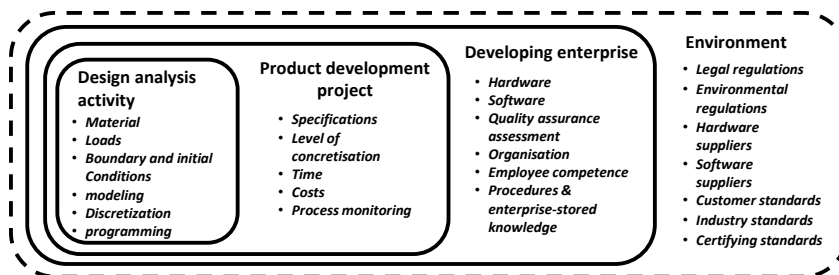 Design analysis
activity
• Material
• Loads
• Boundary and initial
Conditions
• modeling
• Discretization
• programming
Product development
project
• Specifications
• Level of
concretisation
• Time
• Costs
• Process monitoring
Developing enterprise
• Hardware
• Software
• Quality assurance
assessment
• Organisation
• Employee competence
• Procedures &
enterprise-stored
knowledge
Environment
• Legal regulations
• Environmental
regulations
• Hardware
suppliers
• Software
suppliers
• Customer standards
• Industry standards
• Certifying standards